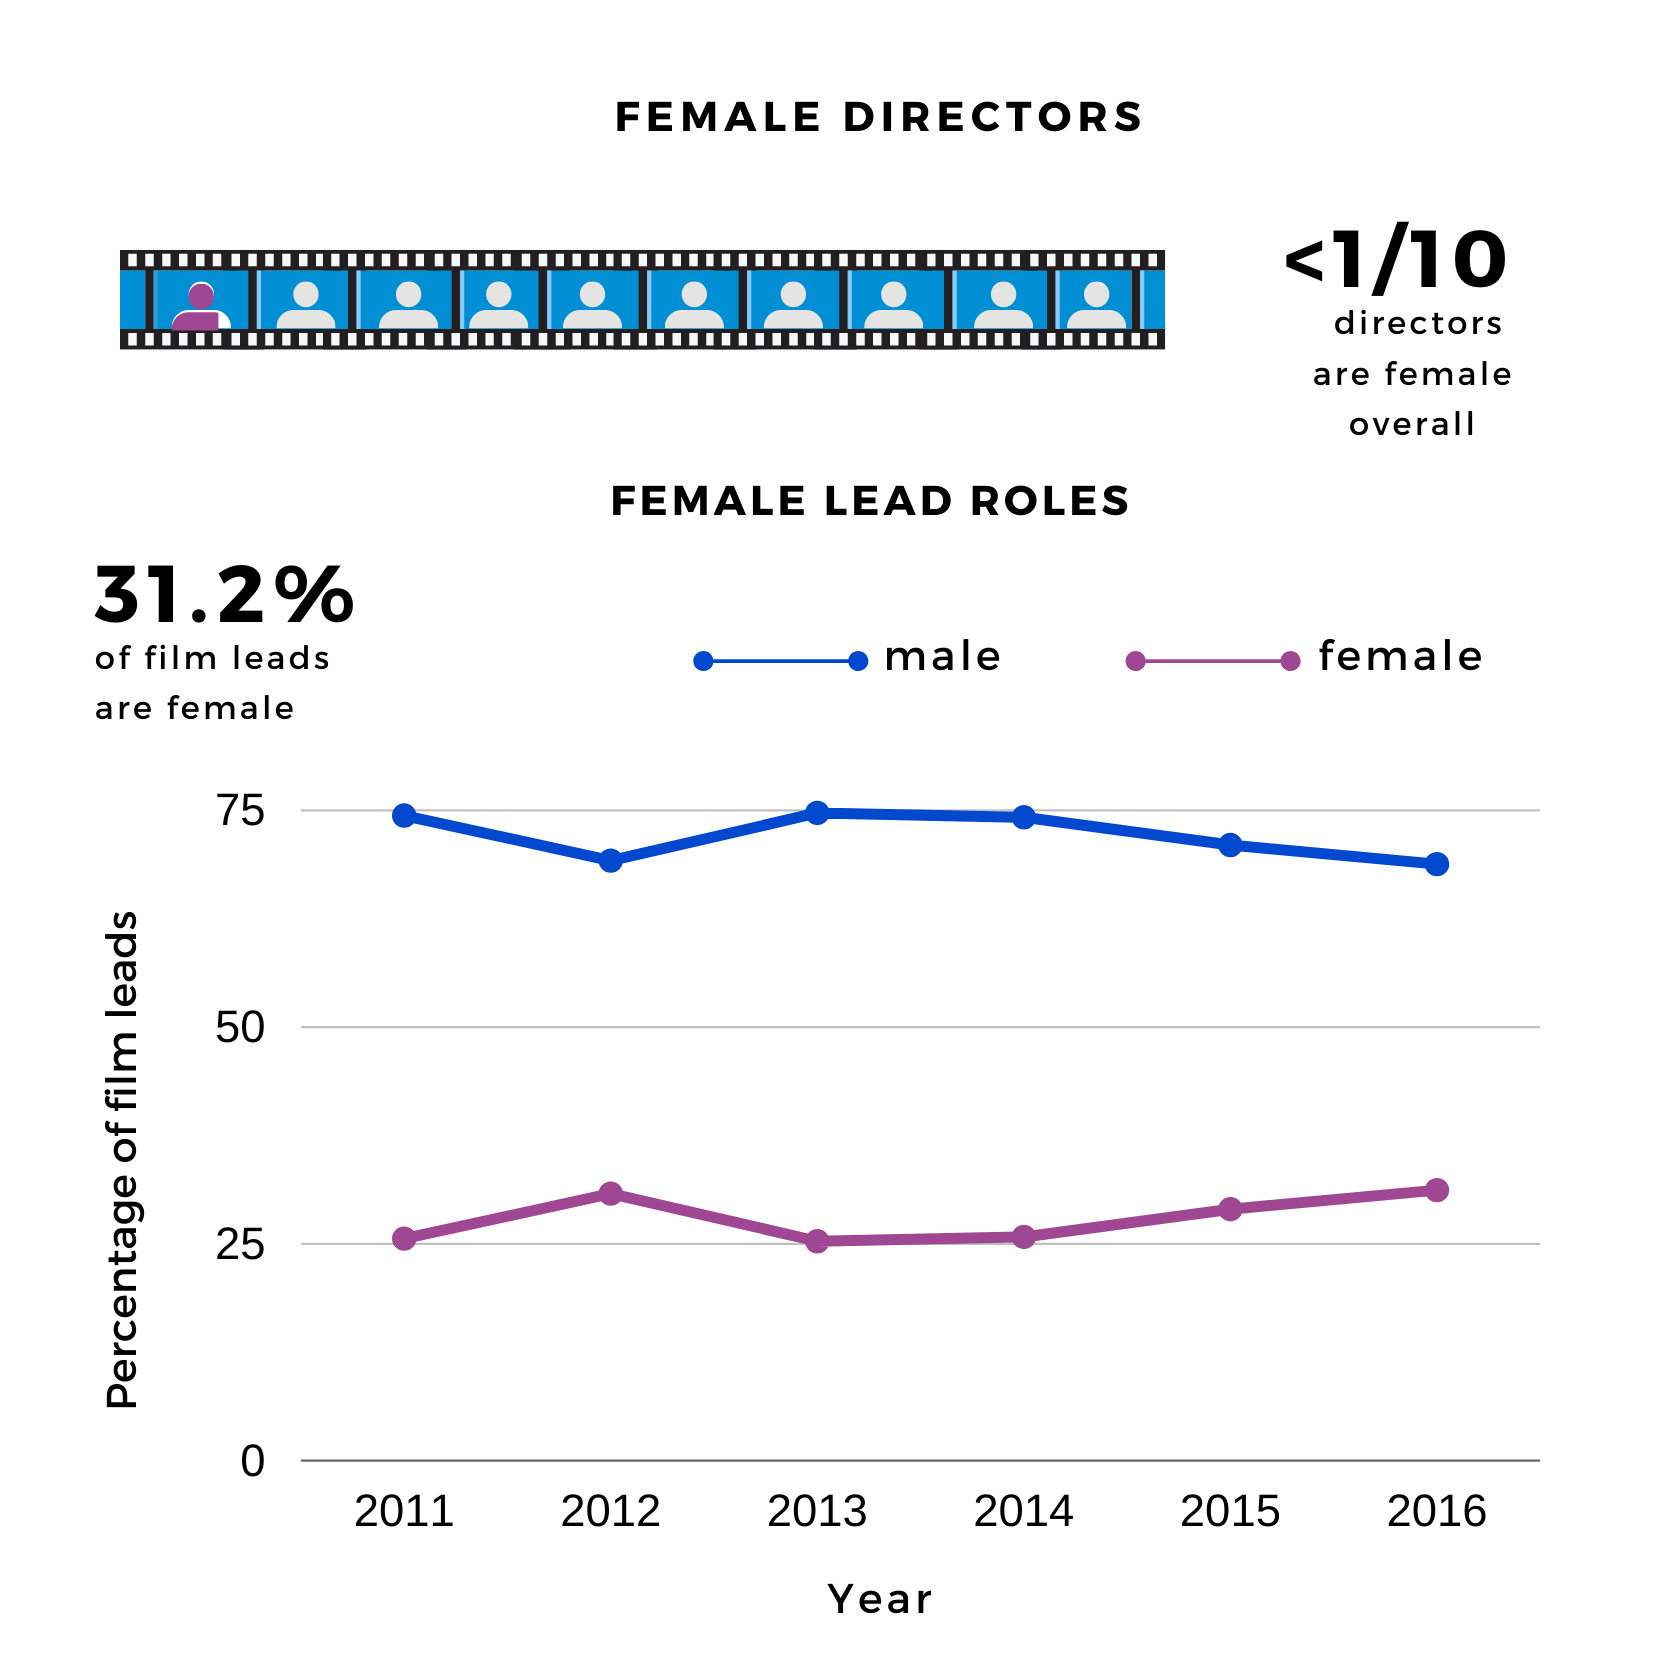 FEMALE DIRECTORS
<1/10
directors
are female
overall
FEMALE LEAD ROLES
31.2%
of film leads
are female
male
female
Percentage of film leads
75
50
25
0
2011
2012
2013
2014
2015
2016
Year